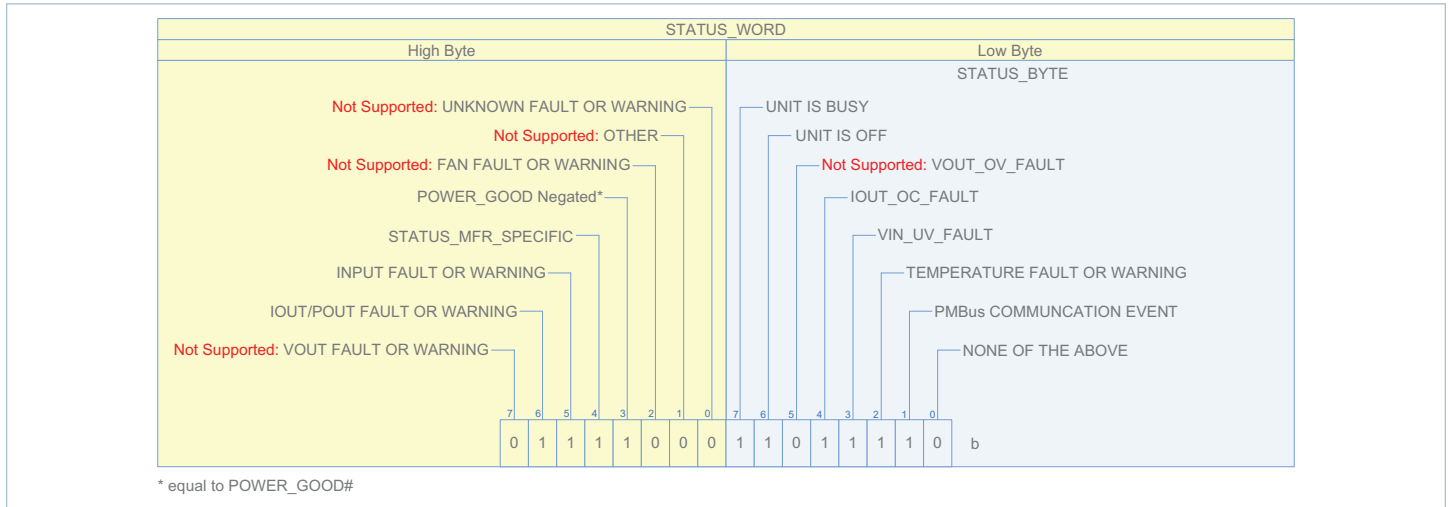 STATUS_WORD
High Byte
Low Byte
STATUS_BYTE
Not Supported: UNKNOWN FAULT OR WARNING
UNIT IS BUSY
Not Supported: OTHER
UNIT IS OFF
Not Supported: FAN FAULT OR WARNING
Not Supported: VOUT_OV_FAULT
POWER_GOOD Negated*
IOUT_OC_FAULT
STATUS_MFR_SPECIFIC
VIN_UV_FAULT
INPUT FAULT OR WARNING
TEMPERATURE FAULT OR WARNING
IOUT/POUT FAULT OR WARNING
PMBus COMMUNCATION EVENT
Not Supported: VOUT FAULT OR WARNING
NONE OF THE ABOVE
7 6 5 4 3 2 1 0 7 6 5 4 3 2 1 0
0 1 1 1 1 0 0 0 1 1 0 1 1 1 1 0 b
* equal to POWER_GOOD#